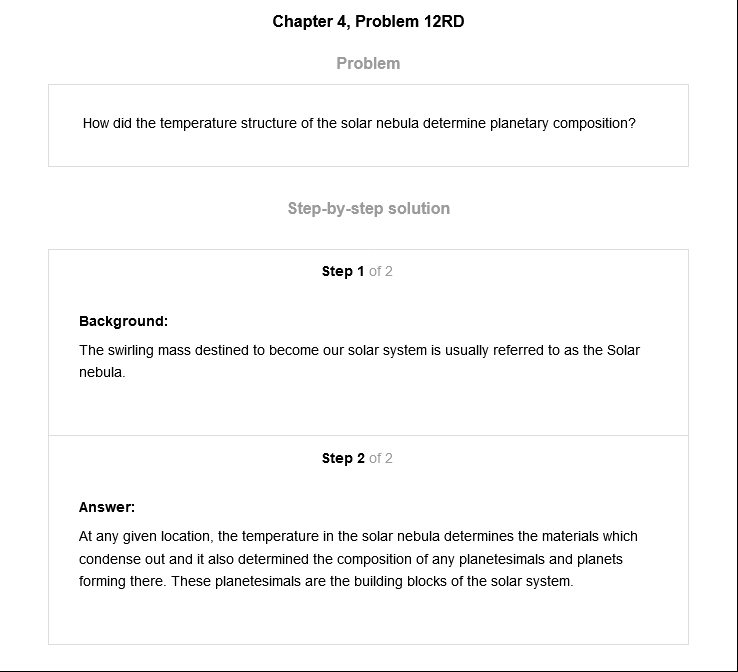 Chapter 4, Problem 12RD
Problem
How did the temperature structure of the solar nebula determine planetary composition?
Step-by-step solution
Step 1 of 2
Background:
The swirling mass destined to become our solar system is usually referred to as the Solar
nebula.
Step 2 of 2
Answer:
At any given location, the temperature in the solar nebula determines the materials which
condense out and it also determined the composition of any planetesimals and planets
forming there. These planetesimals are the building blocks of the solar system.